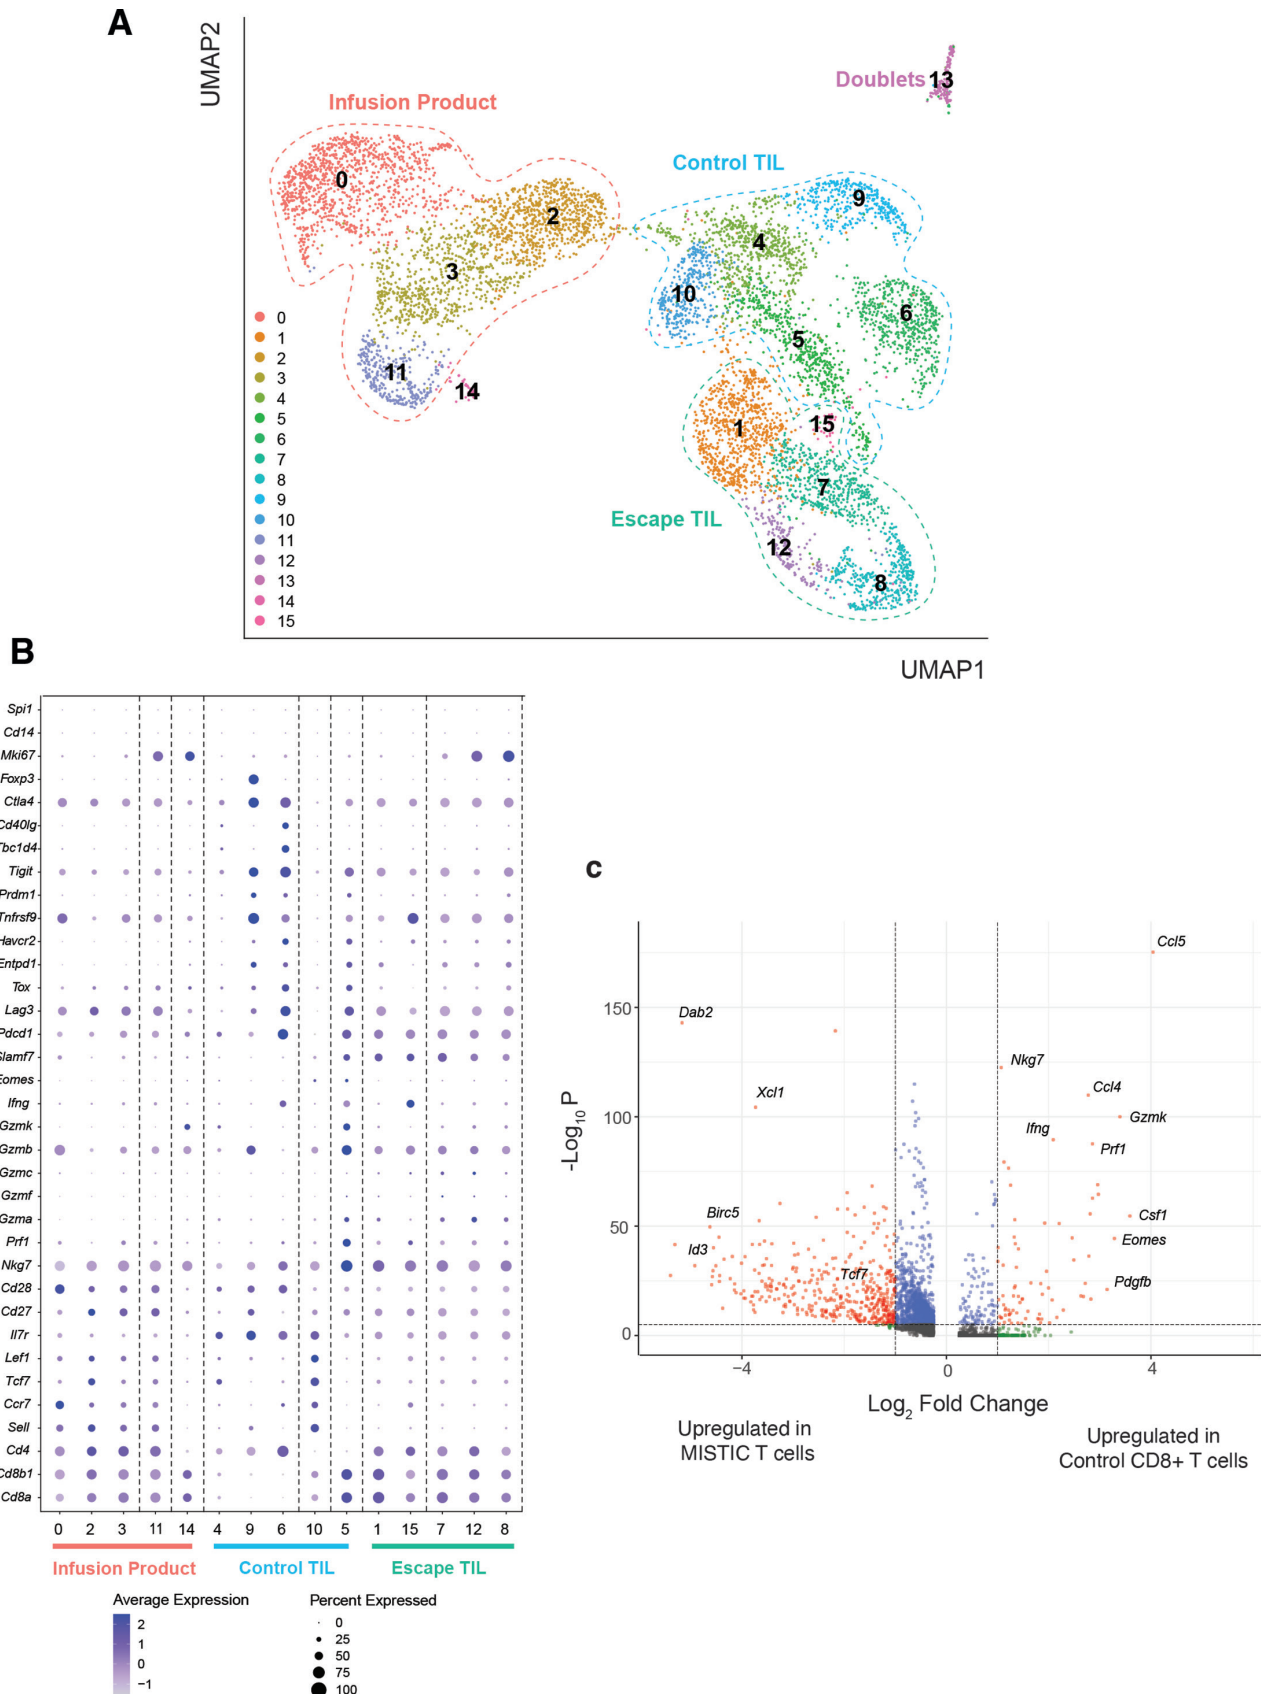 A
UMAP2
Doublets
13
Infusion Product
Control TIL
0
9
2
4
3
10
6
5
0
1
2
3
4
5
6
7
8
9
10
11
12
13
14
15
11
14
1
15
7
Escape TIL
12
8
UMAP1
B
Spi1
Cd14
Mki67
Foxp3
Ctla4
Cd40lg
Tbc1d4
Tigit
Prdm1
Tnfrsf9
Havcr2
Entpd1
Tox
Lag3
Pdcd1
Slamf7
Eomes
Ifng
Gzmk
Gzmb
Gzmc
Gzmf
Gzma
Prf1
Nkg7
Cd28
Cd27
Il7r
Lef1
Tcf7
Ccr7
Sell
Cd4
Cd8b1
Cd8a
0 2 3 11 14 4 9 6 10 5 1 15 7 12 8
Infusion Product Control TIL Escape TIL
Average Expression
2
1
0
−1
Percent Expressed
0
25
50
75
100
C
-Log10 P
150
100
50
0
Ccl5
Dab2
Nkg7
Xcl1
Ccl4
Gzmk
Ifng
Prf1
Birc5
Csf1
Id3
Eomes
Tcf7
Pdgfb
−4 0 4
Log2 Fold Change
Upregulated in
MISTIC T cells
Upregulated in
Control CD8+ T cells